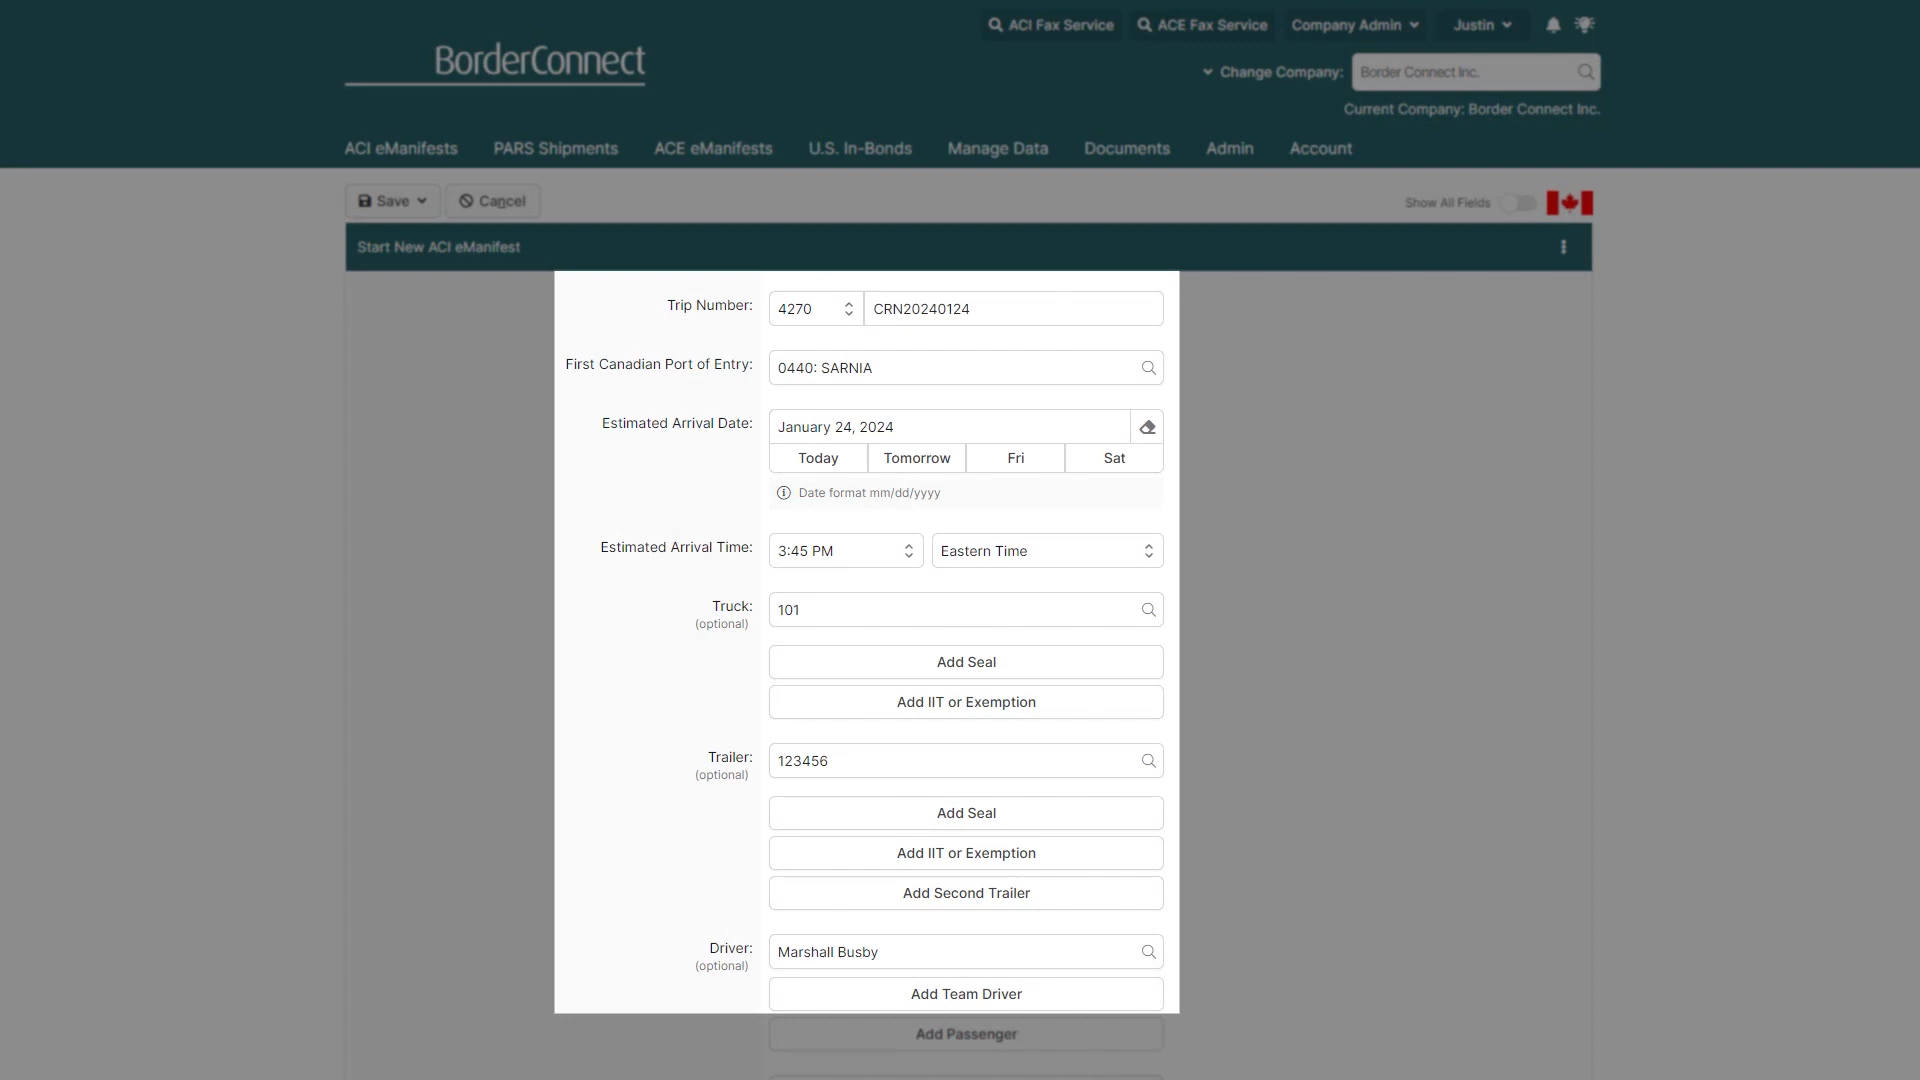 ACI Fax Service
ACE Fax Service
Company Admin
Justin
BorderConnect
Change Company:
Border Connect Inc.
Current Company: Border Connect Inc.
ACI eManifests
PARS Shipments
ACE eManifests
U.S. In-Bonds
Manage Data
Documents
Admin
Account
Save
Cancel
Show All Fields
Start New ACI eManifest
Trip Number:
4270
CRN20240124
First Canadian Port of Entry:
0440: SARNIA
Estimated Arrival Date:
January 24, 2024
Today
Tomorrow
Fri
Sat
Date format mm/dd/yyyy
Estimated Arrival Time:
3:45 PM
Eastern Time
Truck:
(optional)
101
Add Seal
Add IIT or Exemption
Trailer:
(optional)
123456
Add Seal
Add IIT or Exemption
Add Second Trailer
Driver:
(optional)
Marshall Busby
Add Team Driver
Add Passenger